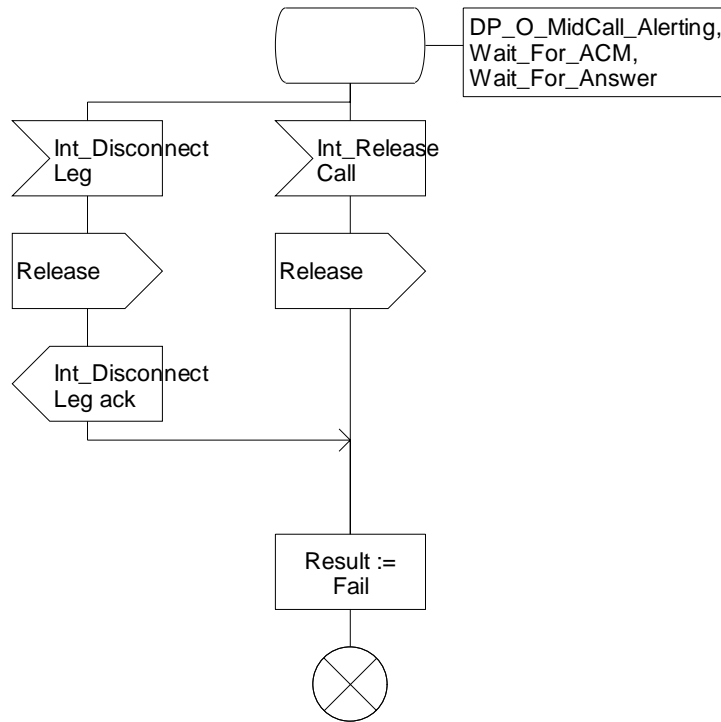 DP_O_MidCall_Alerting,
Wait_For_ACM,
Wait_For_Answer
Int_Disconnect
Leg
Int_Release
Call
Release
Release
Int_Disconnect
Leg ack
Result :=
Fail